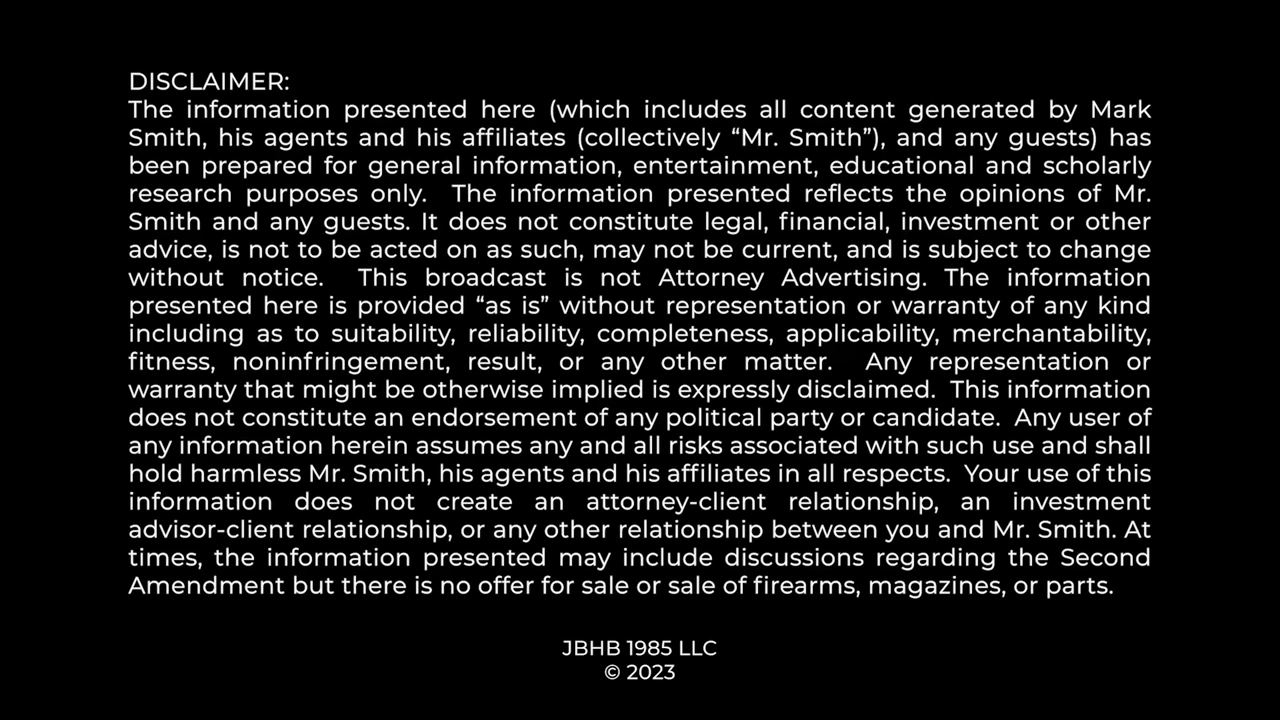 DISCLAIMER:
The information presented here (which includes all content generated by Mark
Smith, his agents and his affiliates (collectively “Mr. Smith”), and any guests) has
been prepared for general information, entertainment, educational and scholarly
research purposes only.  The information presented reflects the opinions of Mr.
Smith and any guests. It does not constitute legal, financial, investment or other
advice, is not to be acted on as such, may not be current, and is subject to change
without notice.  This broadcast is not Attorney Advertising. The information
presented here is provided “as is” without representation or warranty of any kind
including as to suitability, reliability, completeness, applicability, merchantability,
fitness, noninfringement, result, or any other matter.  Any representation or
warranty that might be otherwise implied is expressly disclaimed.  This information
does not constitute an endorsement of any political party or candidate.  Any user of
any information herein assumes any and all risks associated with such use and shall
hold harmless Mr. Smith, his agents and his affiliates in all respects.  Your use of this
information does not create an attorney-client relationship, an investment
advisor-client relationship, or any other relationship between you and Mr. Smith. At
times, the information presented may include discussions regarding the Second
Amendment but there is no offer for sale or sale of firearms, magazines, or parts.
JBHB 1985 LLC
© 2023